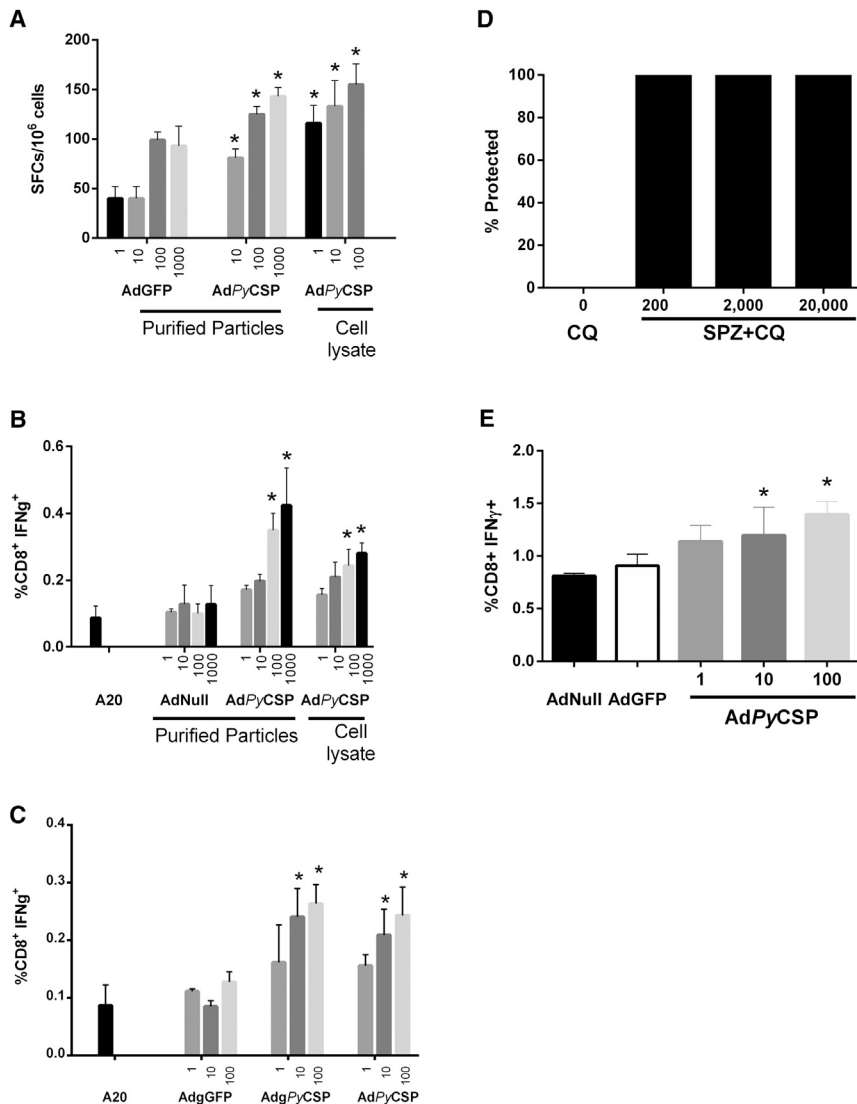 A
SFCs/10⁶ cells
200
150
100
50
0
* * * * * *
1 10 100 1000 10 100 1000 1 10 100
AdGFP AdPyCSP AdPyCSP
Purified Particles Cell
lysate
B
%CD8⁺ IFNg⁺
0.6
0.4
0.2
0.0
* * * *
1 10 100 1000 1 10 100 1000 1 10 100 1000
A20 AdNull AdPyCSP AdPyCSP
Purified Particles Cell
lysate
C
%CD8⁺ IFNg⁺
0.4
0.3
0.2
0.1
0.0
* * * *
1 10 100 1 10 100 1 10 100
A20 AdgGFP AdgPyCSP AdPyCSP
D
% Protected
100
80
60
40
20
0
0 200 2,000 20,000
CQ SPZ+CQ
E
%CD8+ IFNγ+
2.0
1.5
1.0
0.5
0.0
* *
AdNull AdGFP 1 10 100
AdPyCSP